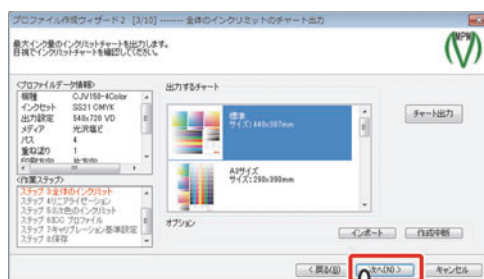 プロファイル作成ウィザード2 [3/10] ------- 全体のインクリミットのチャート出力
最大インク量のインクリミットチャートを出力します。
目視でインクリミットチャートを確認してください。
MPM
<プロファイルデータ情報>
機種 CJV150-4Color
インクセット SS21 CMYK
出力設定 540x720 VD
メディア 光沢塩ビ
パス 4
重ね塗り 1
印刷方向 片方向
<作業ステップ>
ステップ 3:全体のインクリミット
ステップ 4:リニアライゼーション
ステップ 5:多次色のインクリミット
ステップ 6:ICC プロファイル
ステップ 7:キャリブレーション基準設定
ステップ 8:保存
出力するチャート
標準
サイズ:440x307mm
A3サイズ
サイズ:290x390mm
オプション
チャート出力
インポート
作成中断
< 戻る(B)
次へ(N) >
キャンセル